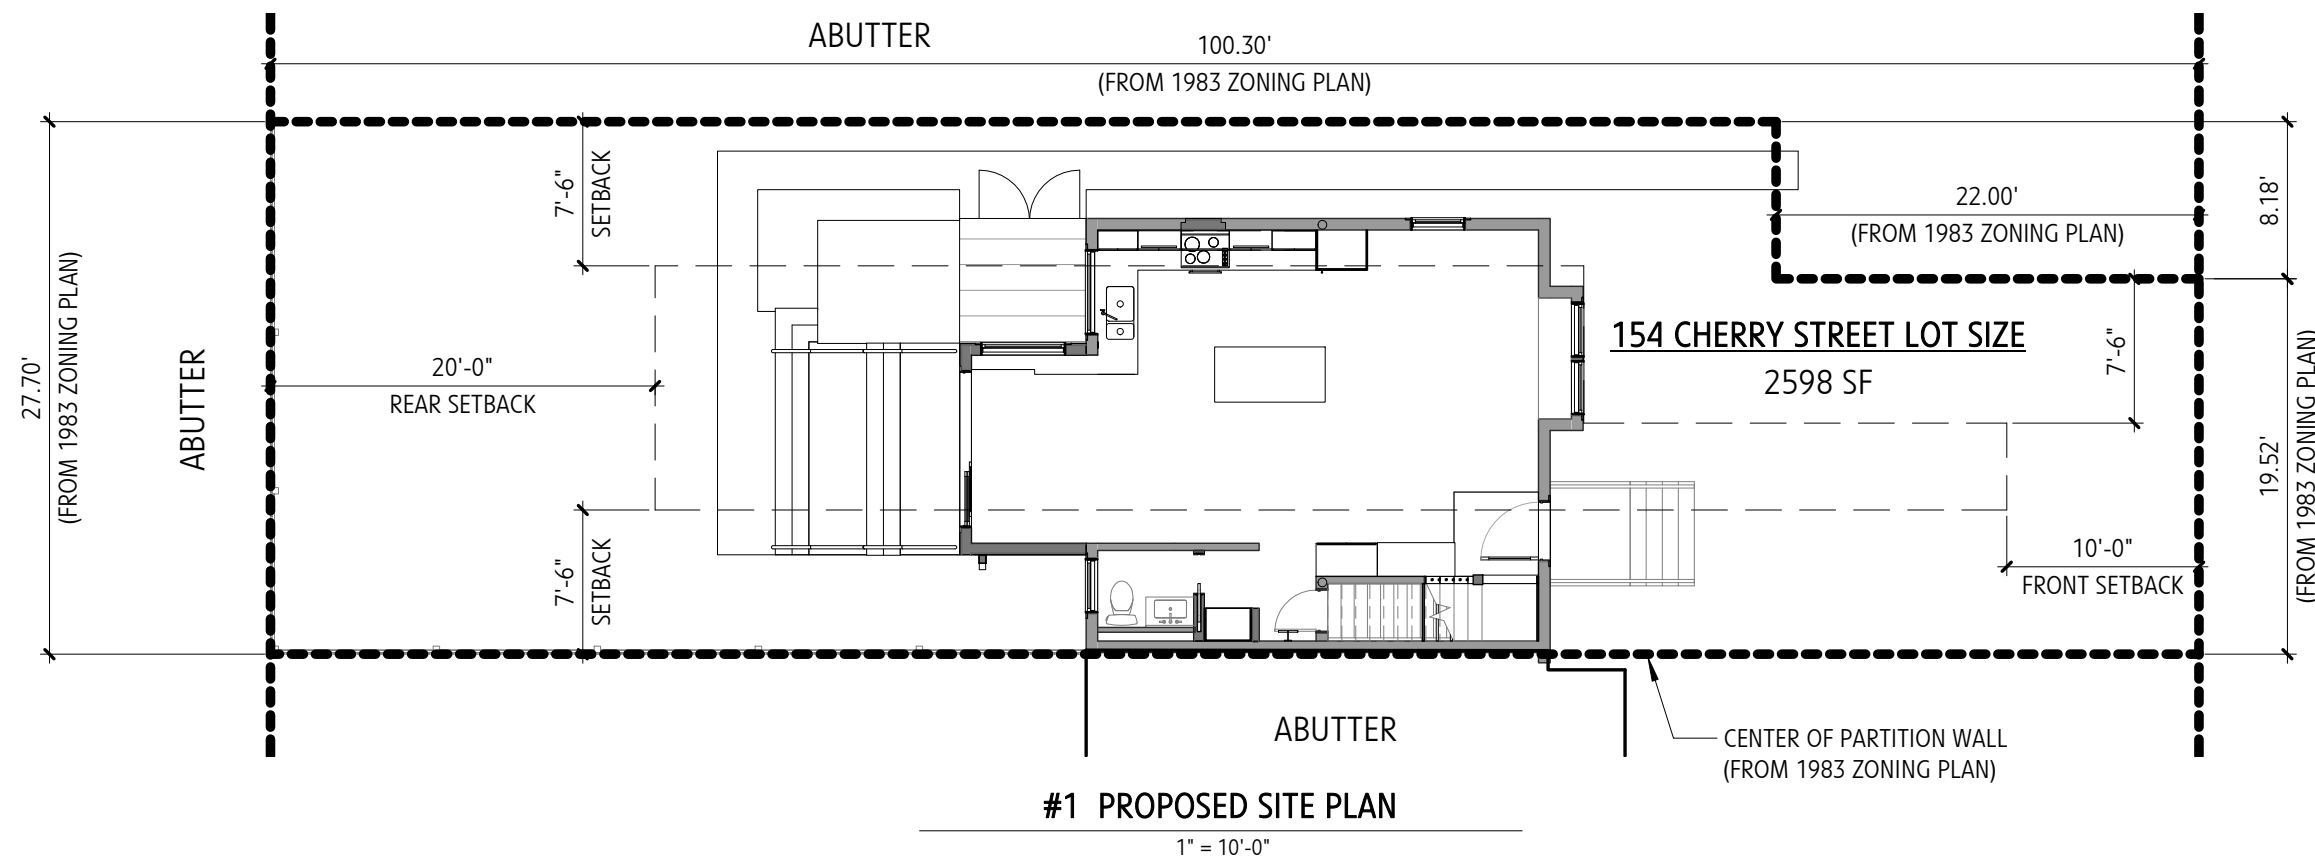 ABUTTER
100.30'
(FROM 1983 ZONING PLAN)
7'-6"
SETBACK
22.00'
(FROM 1983 ZONING PLAN)
8.18'
27.70'
(FROM 1983 ZONING PLAN)
ABUTTER
20'-0"
REAR SETBACK
154 CHERRY STREET LOT SIZE
2598 SF
7'-6"
19.52'
(FROM 1983 ZONING PLAN)
7'-6"
SETBACK
10'-0"
FRONT SETBACK
ABUTTER
CENTER OF PARTITION WALL
(FROM 1983 ZONING PLAN)
#1 PROPOSED SITE PLAN
1" = 10'-0"